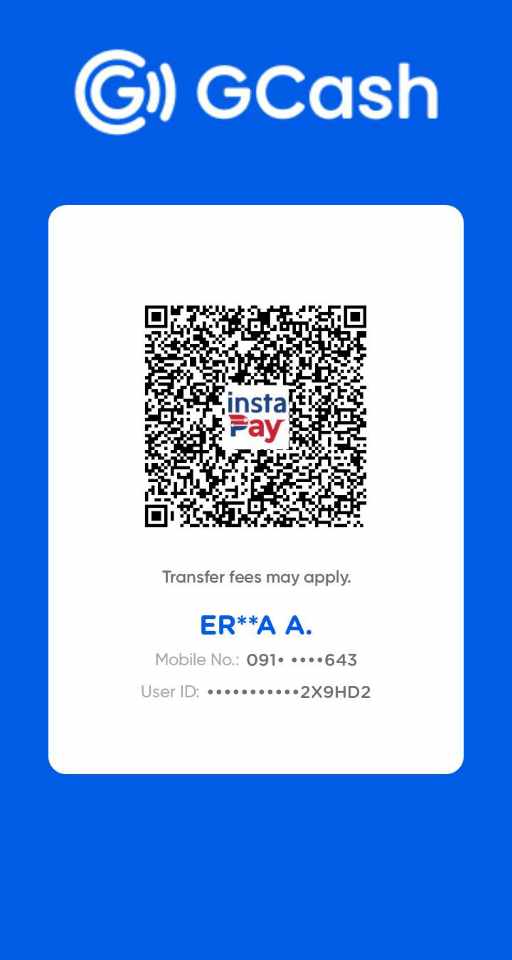 GCash
insta
Pay
Transfer fees may apply.
ER**A A.
Mobile No.: 091• ••••643
User ID: •••••••••••2X9HD2